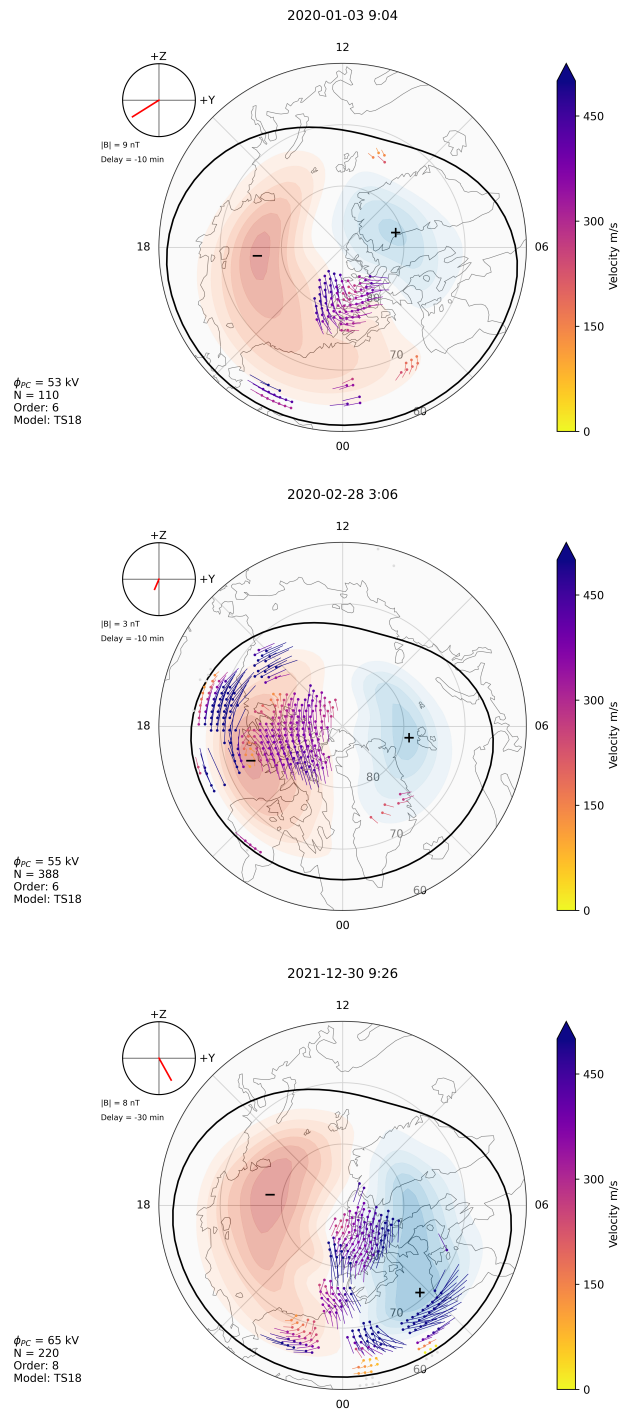 2020-01-03 9:04
12
+Z
+Y
|B| = 9 nT
Delay = -10 min
18
06
80
70
60
00
ϕPC = 53 kV
N = 110
Order: 6
Model: TS18
450
300
150
0
Velocity m/s
2020-02-28 3:06
12
+Z
+Y
|B| = 3 nT
Delay = -10 min
18
06
80
70
60
00
ϕPC = 55 kV
N = 388
Order: 6
Model: TS18
450
300
150
0
Velocity m/s
2021-12-30 9:26
12
+Z
+Y
|B| = 8 nT
Delay = -30 min
18
06
70
60
00
ϕPC = 65 kV
N = 220
Order: 8
Model: TS18
450
300
150
0
Velocity m/s